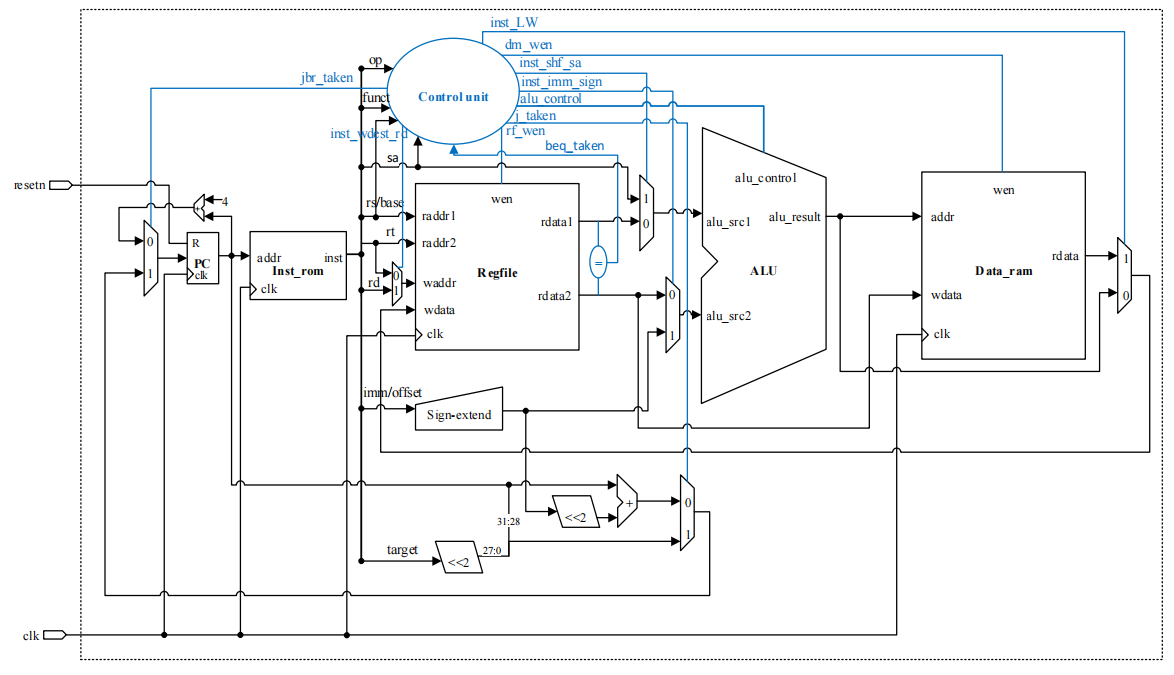 inst_LW
dm_wen
op
inst_shf_sa
jbr_taken
inst_imm_sign
Control unit
funct
alu_control
j_taken
inst_wdest_rd
rf_wen
beq_taken
sa
resetn
alu_control
wen
wen
4
+
rs/base
1
raddr1
rdata1
0
alu_src1
alu_result
addr
rt
0
R
raddr2
PC
addr
inst
=
rdata
1
1
clk
Inst_rom
0
Regfile
ALU
Data_ram
rd
1
waddr
clk
rdata2
0
wdata
0
wdata
alu_src2
clk
1
clk
imm/offset
Sign-extend
0
+
<<2
31:28
1
target
27:0
<<2
clk